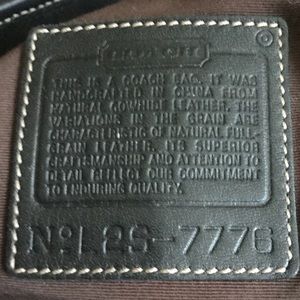 THIS IS A COACH BAG. IT WAS
HANDCRAFTED IN CHINA FROM
NATURAL COWHIDE LEATHER. THE
VARIATIONS IN THE GRAIN ARE
CHARACTERISTIC OF NATURAL FULL-
GRAIN LEATHER. ITS SUPERIOR
CRAFTSMANSHIP AND ATTENTION TO
DETAIL REFLECT OUR COMMITMENT
TO ENDURING QUALITY.
NºL2S-7776